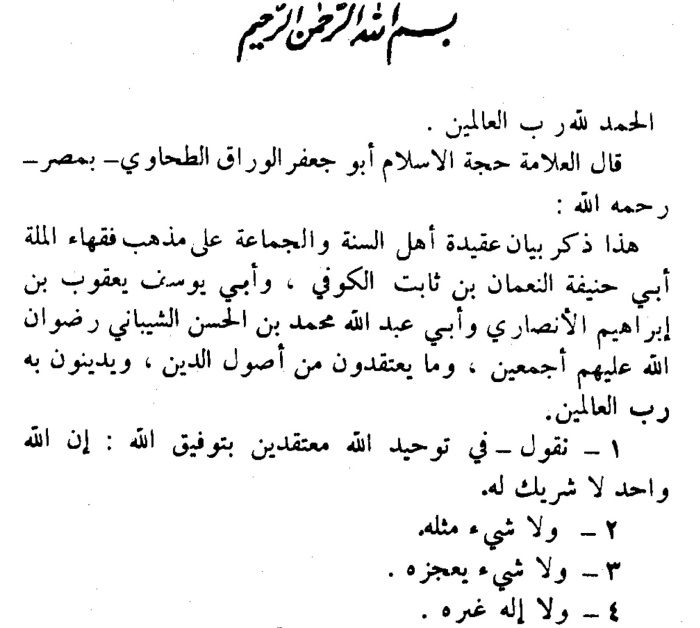 بسم الله الرحمن الرحيم
الحمد لله رب العالمين .
قال العلامة حجة الاسلام أبو جعفر الوراق الطحاوي – بمصر –
رحمه الله :
هذا ذكر بيان عقيدة أهل السنة والجماعة على مذهب فقهاء الملة
أبي حنيفة النعمان بن ثابت الكوفي ، وأبي يوسف يعقوب بن
إبراهيم الأنصاري وأبي عبد الله محمد بن الحسن الشيباني رضوان
الله عليهم أجمعين ، وما يعتقدون من أصول الدين ، ويدينون به
رب العالمين.
١ – نقول – في توحيد الله معتقدين بتوفيق الله : إن الله
واحد لا شريك له.
٢ – ولا شيء مثله.
٣ – ولا شيء يعجزه .
٤ – ولا إله غيره .